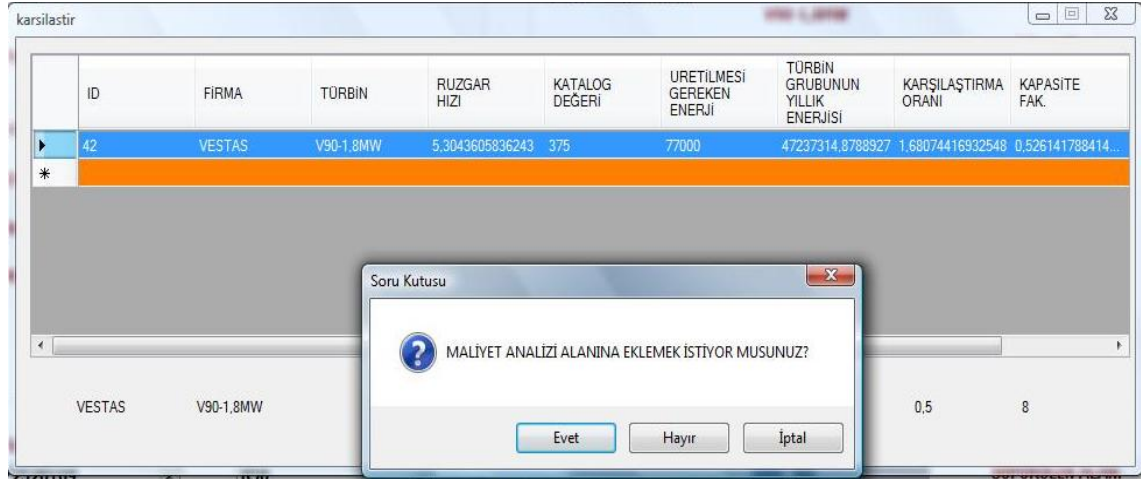 V90-1,8MW
karsilastir
ID FİRMA TÜRBİN RUZGAR HIZI KATALOG DEĞERİ URETİLMESİ GEREKEN ENERJİ TÜRBİN GRUBUNUN YILLIK ENERJİSİ KARŞILAŞTIRMA ORANI KAPASİTE FAK.
42 VESTAS V90-1,8MW 5,3043605836243 375 77000 47237314,8788927 1,68074416932548 0,526141788414...
Soru Kutusu
MALİYET ANALİZİ ALANINA EKLEMEK İSTİYOR MUSUNUZ?
Evet Hayır İptal
VESTAS V90-1,8MW 0,5 8